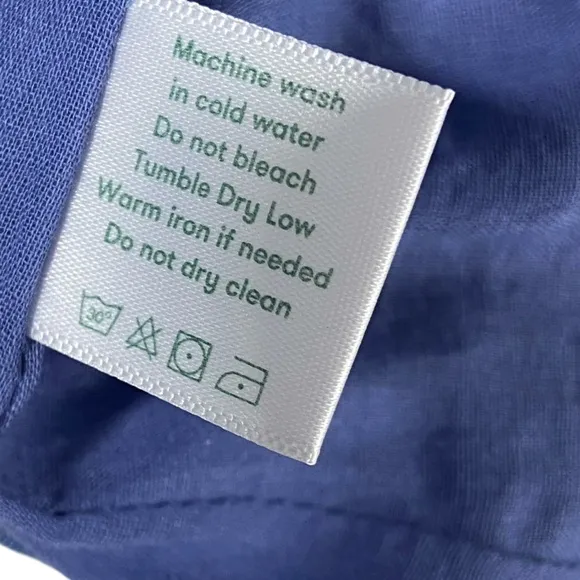 Machine wash
in cold water
Do not bleach
Tumble Dry Low
Warm iron if needed
Do not dry clean
30°